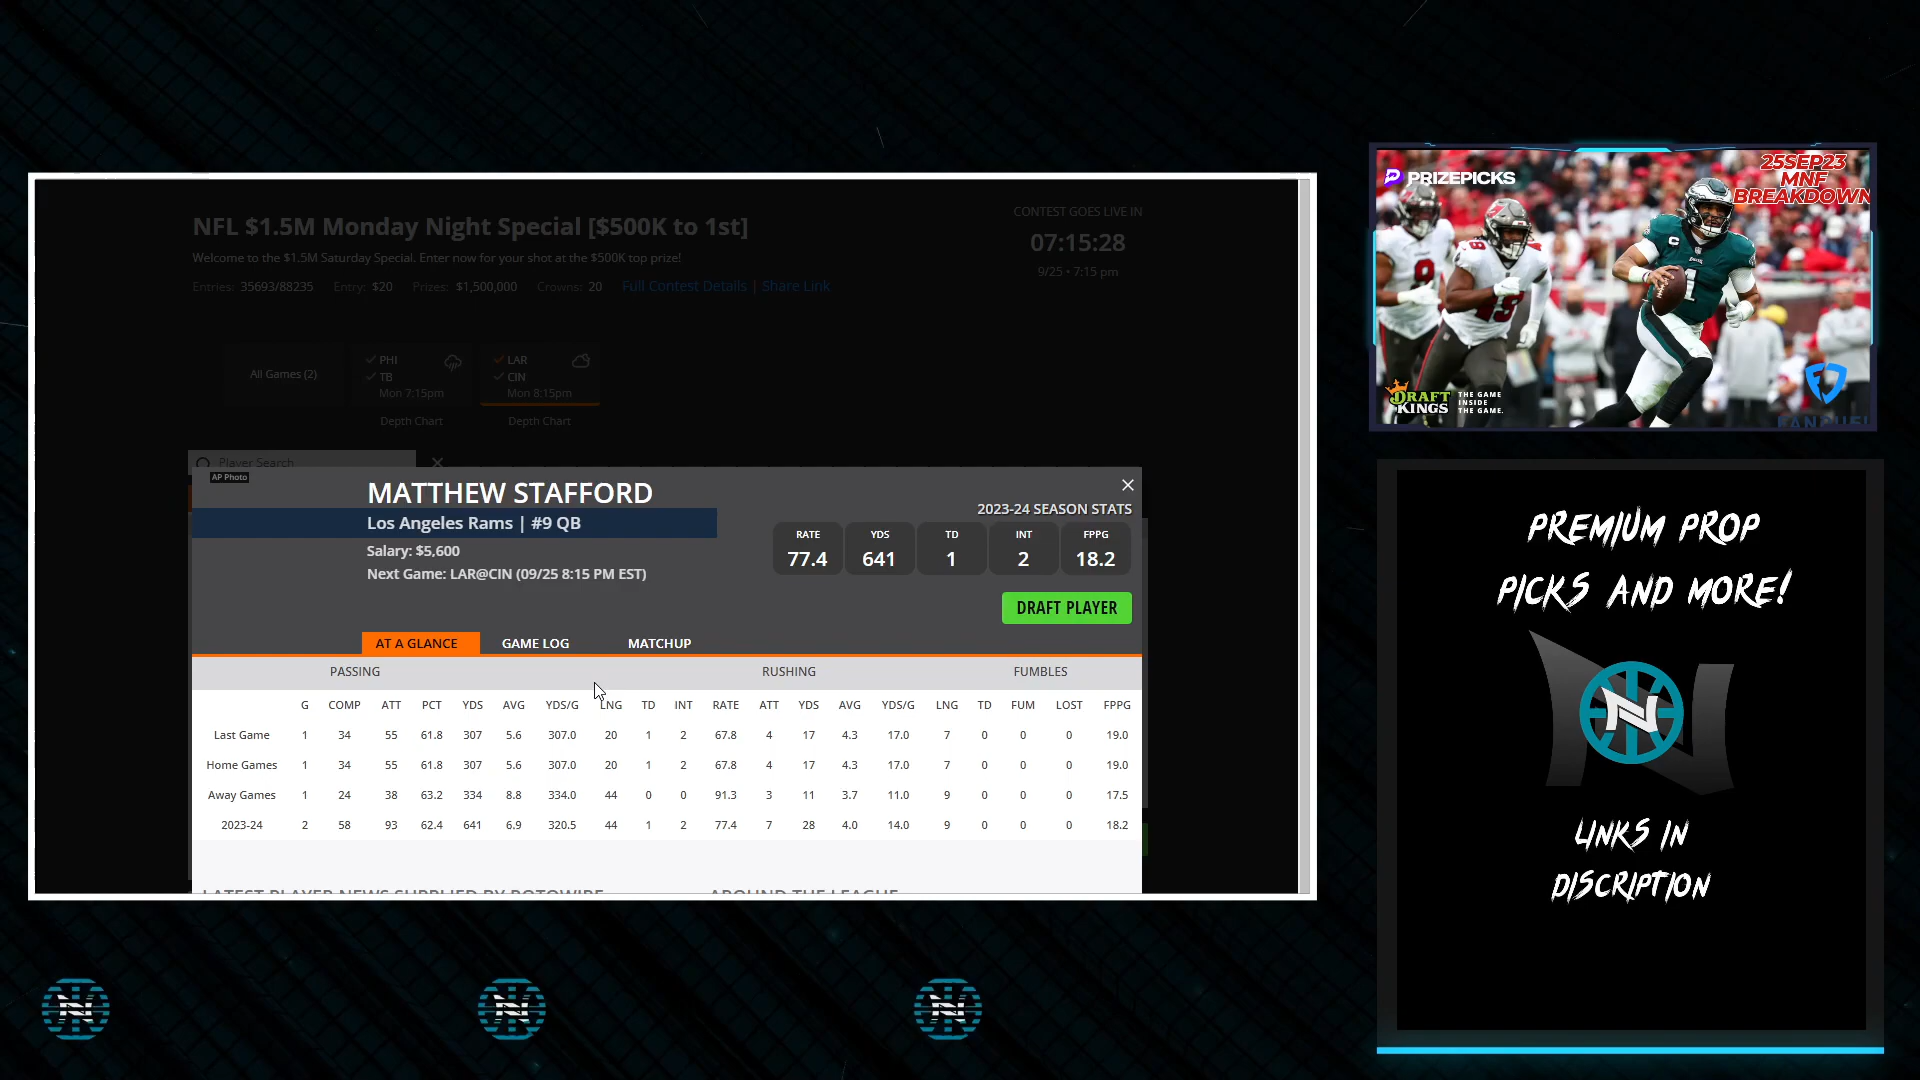 NFL $1.5M Monday Night Special [$500K to 1st]
Welcome to the $1.5M Saturday Special. Enter now for your shot at the $500K top prize!
Entries: 35693/88235 Entry: $20 Prizes: $1,500,000 Crowns: 20 Full Contest Details | Share Link
CONTEST GOES LIVE IN
07:15:28
9/25 • 7:15 pm
All Games (2)
PHI
TB
Mon 7:15pm
Depth Chart
LAR
CIN
Mon 8:15pm
Depth Chart
Player Search
AP Photo
MATTHEW STAFFORD
Los Angeles Rams | #9 QB
Salary: $5,600
Next Game: LAR@CIN (09/25 8:15 PM EST)
2023-24 SEASON STATS
RATE YDS TD INT FPPG
77.4 641 1 2 18.2
DRAFT PLAYER
AT A GLANCE GAME LOG MATCHUP
PASSING RUSHING FUMBLES
G COMP ATT PCT YDS AVG YDS/G LNG TD INT RATE ATT YDS AVG YDS/G LNG TD FUM LOST FPPG
Last Game 1 34 55 61.8 307 5.6 307.0 20 1 2 67.8 4 17 4.3 17.0 7 0 0 0 19.0
Home Games 1 34 55 61.8 307 5.6 307.0 20 1 2 67.8 4 17 4.3 17.0 7 0 0 0 19.0
Away Games 1 24 38 63.2 334 8.8 334.0 44 0 0 91.3 3 11 3.7 11.0 9 0 0 0 17.5
2023-24 2 58 93 62.4 641 6.9 320.5 44 1 2 77.4 7 28 4.0 14.0 9 0 0 0 18.2
LATEST PLAYER NEWS SUPPLIED BY ROTOWIRE AROUND THE LEAGUE
PRIZEPICKS
25SEP23
MNF
BREAKDOWN
DRAFT
KINGS
THE GAME
INSIDE
THE GAME.
FANDUEL
PREMIUM PROP
PICKS AND MORE!
LINKS IN
DISCRIPTION